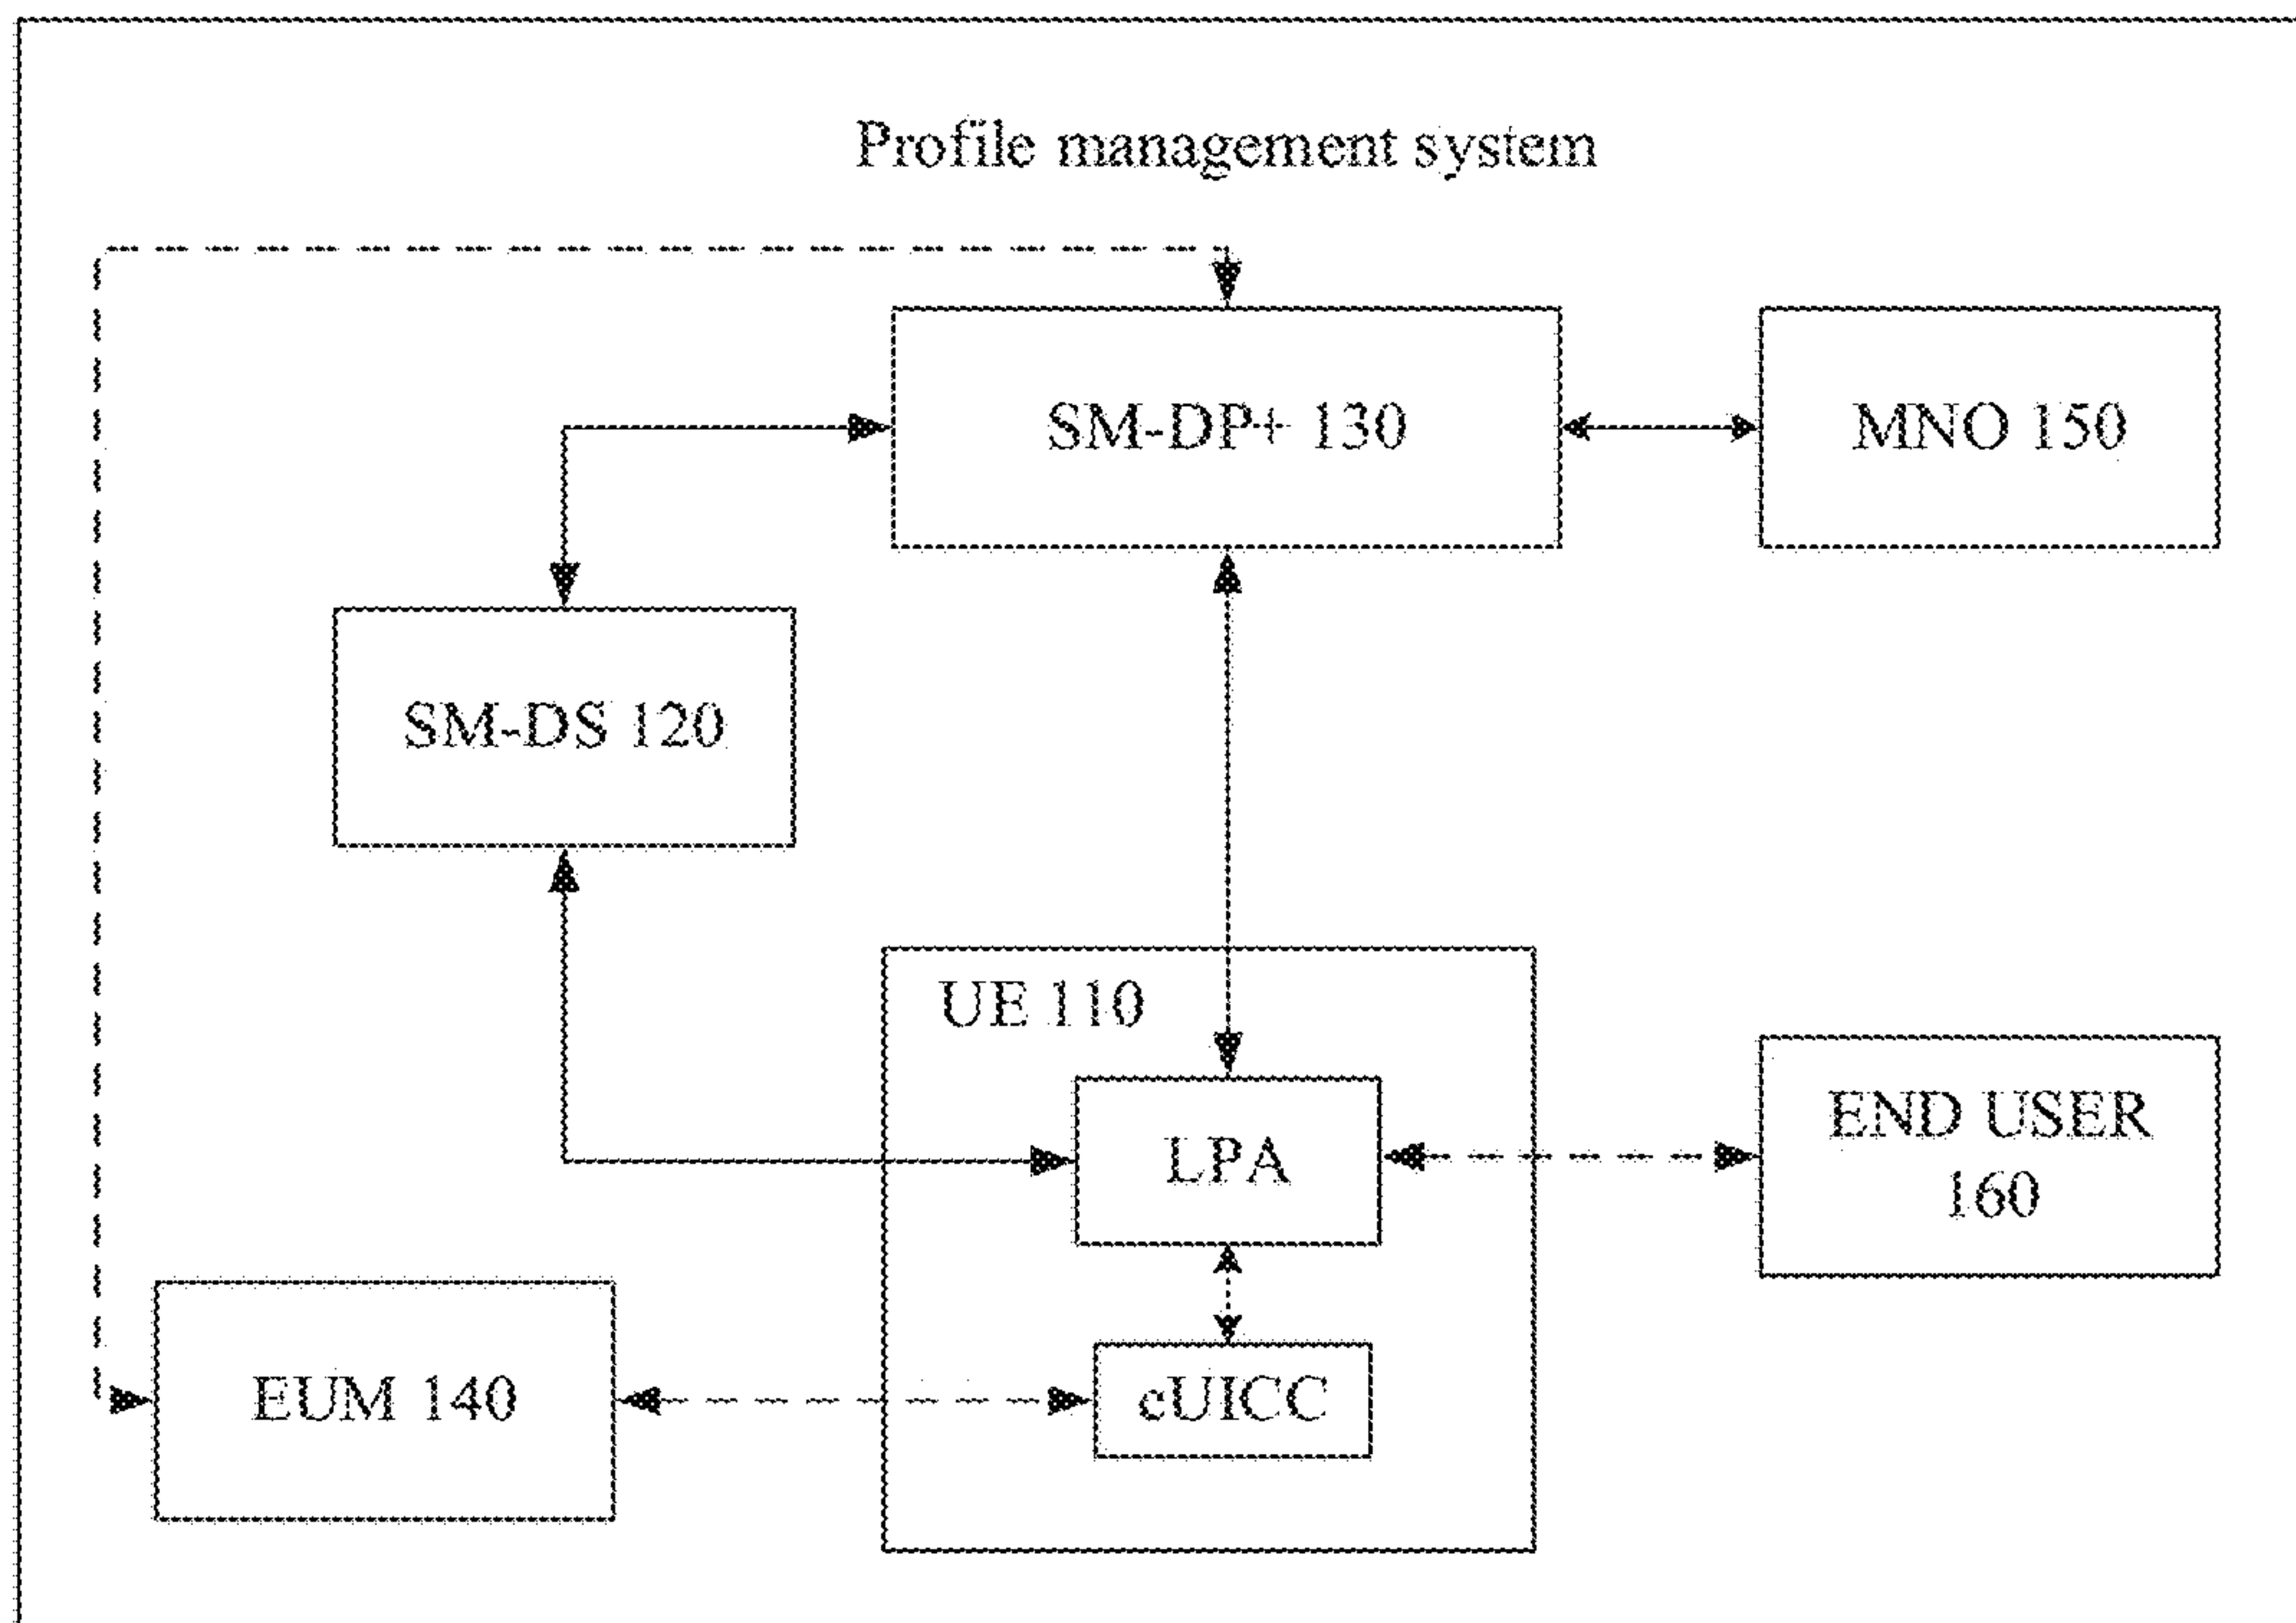 Profile management system
SM-DP+ 130
MNO 150
SM-DS 120
UE 110
LPA
END USER
160
EUM 140
eUICC